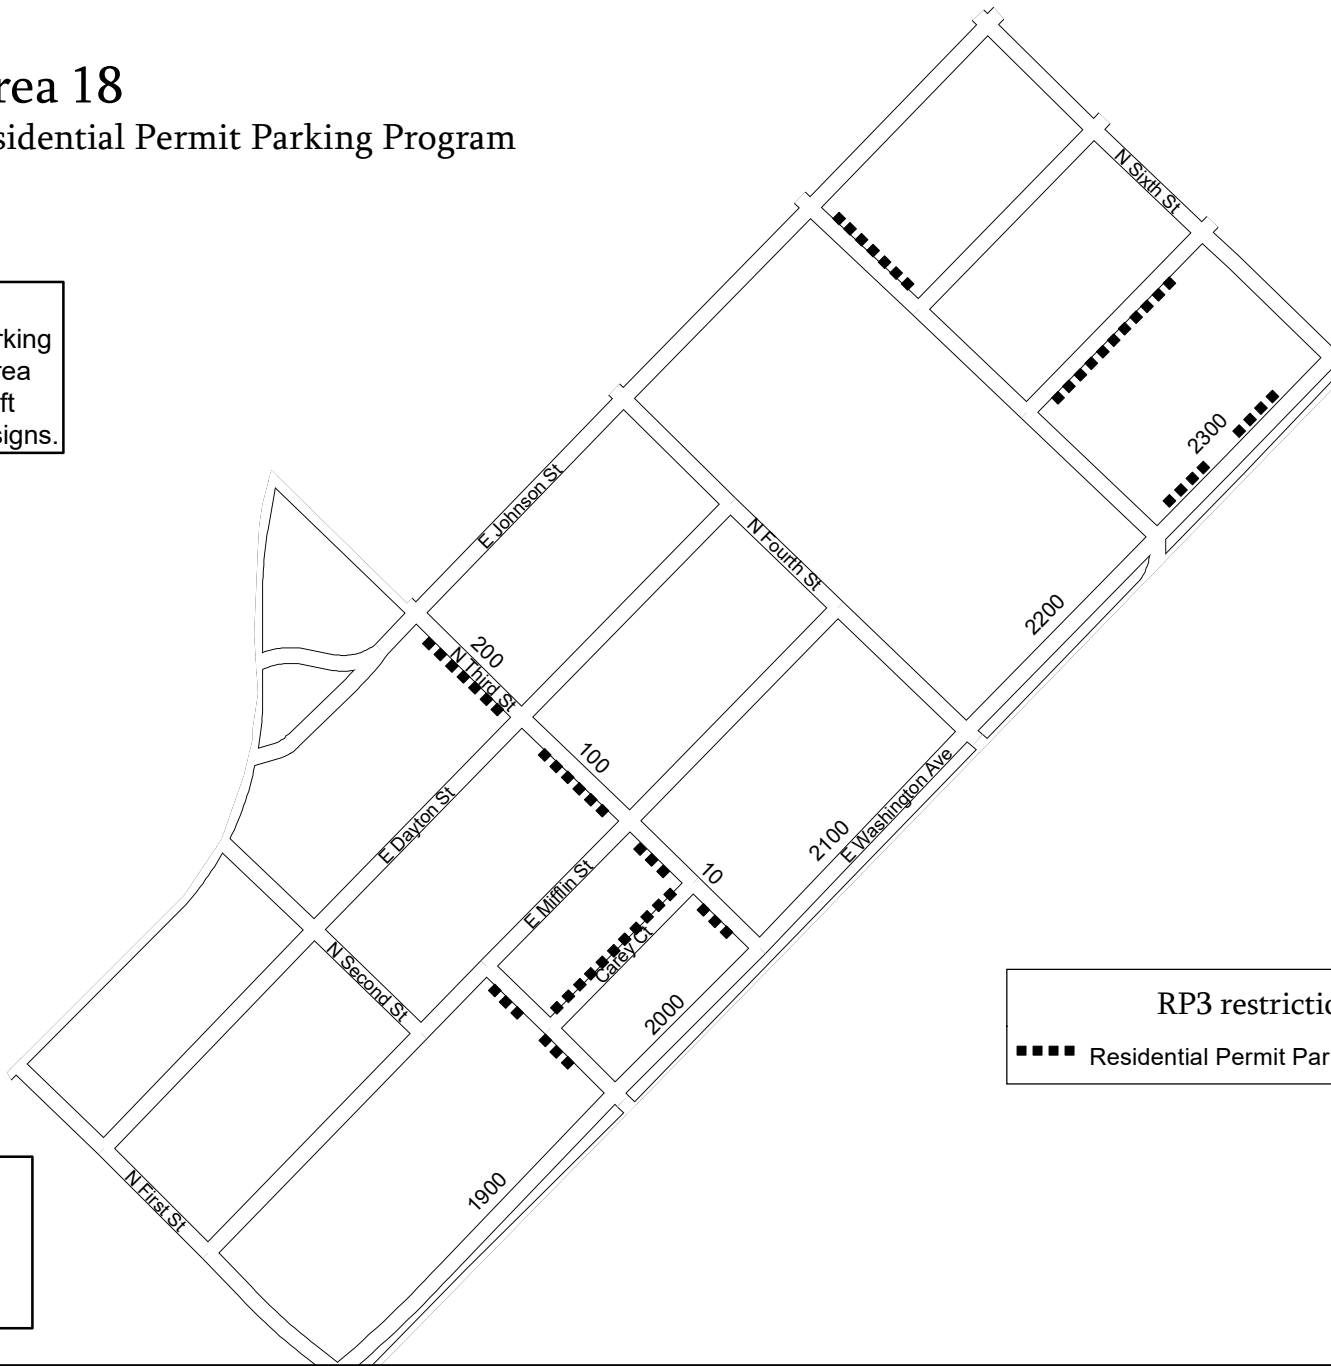 rea 18
sidential Permit Parking Program
rking
rea
ft
signs.
N Sixth St
2300
E Johnson St
N Fourth St
2200
200
N Third St
100
E Dayton St
2100
E Washington Ave
E Mifflin St
10
Carey Ct
N Second St
2000
RP3 restrictio
Residential Permit Par
N First St
1900